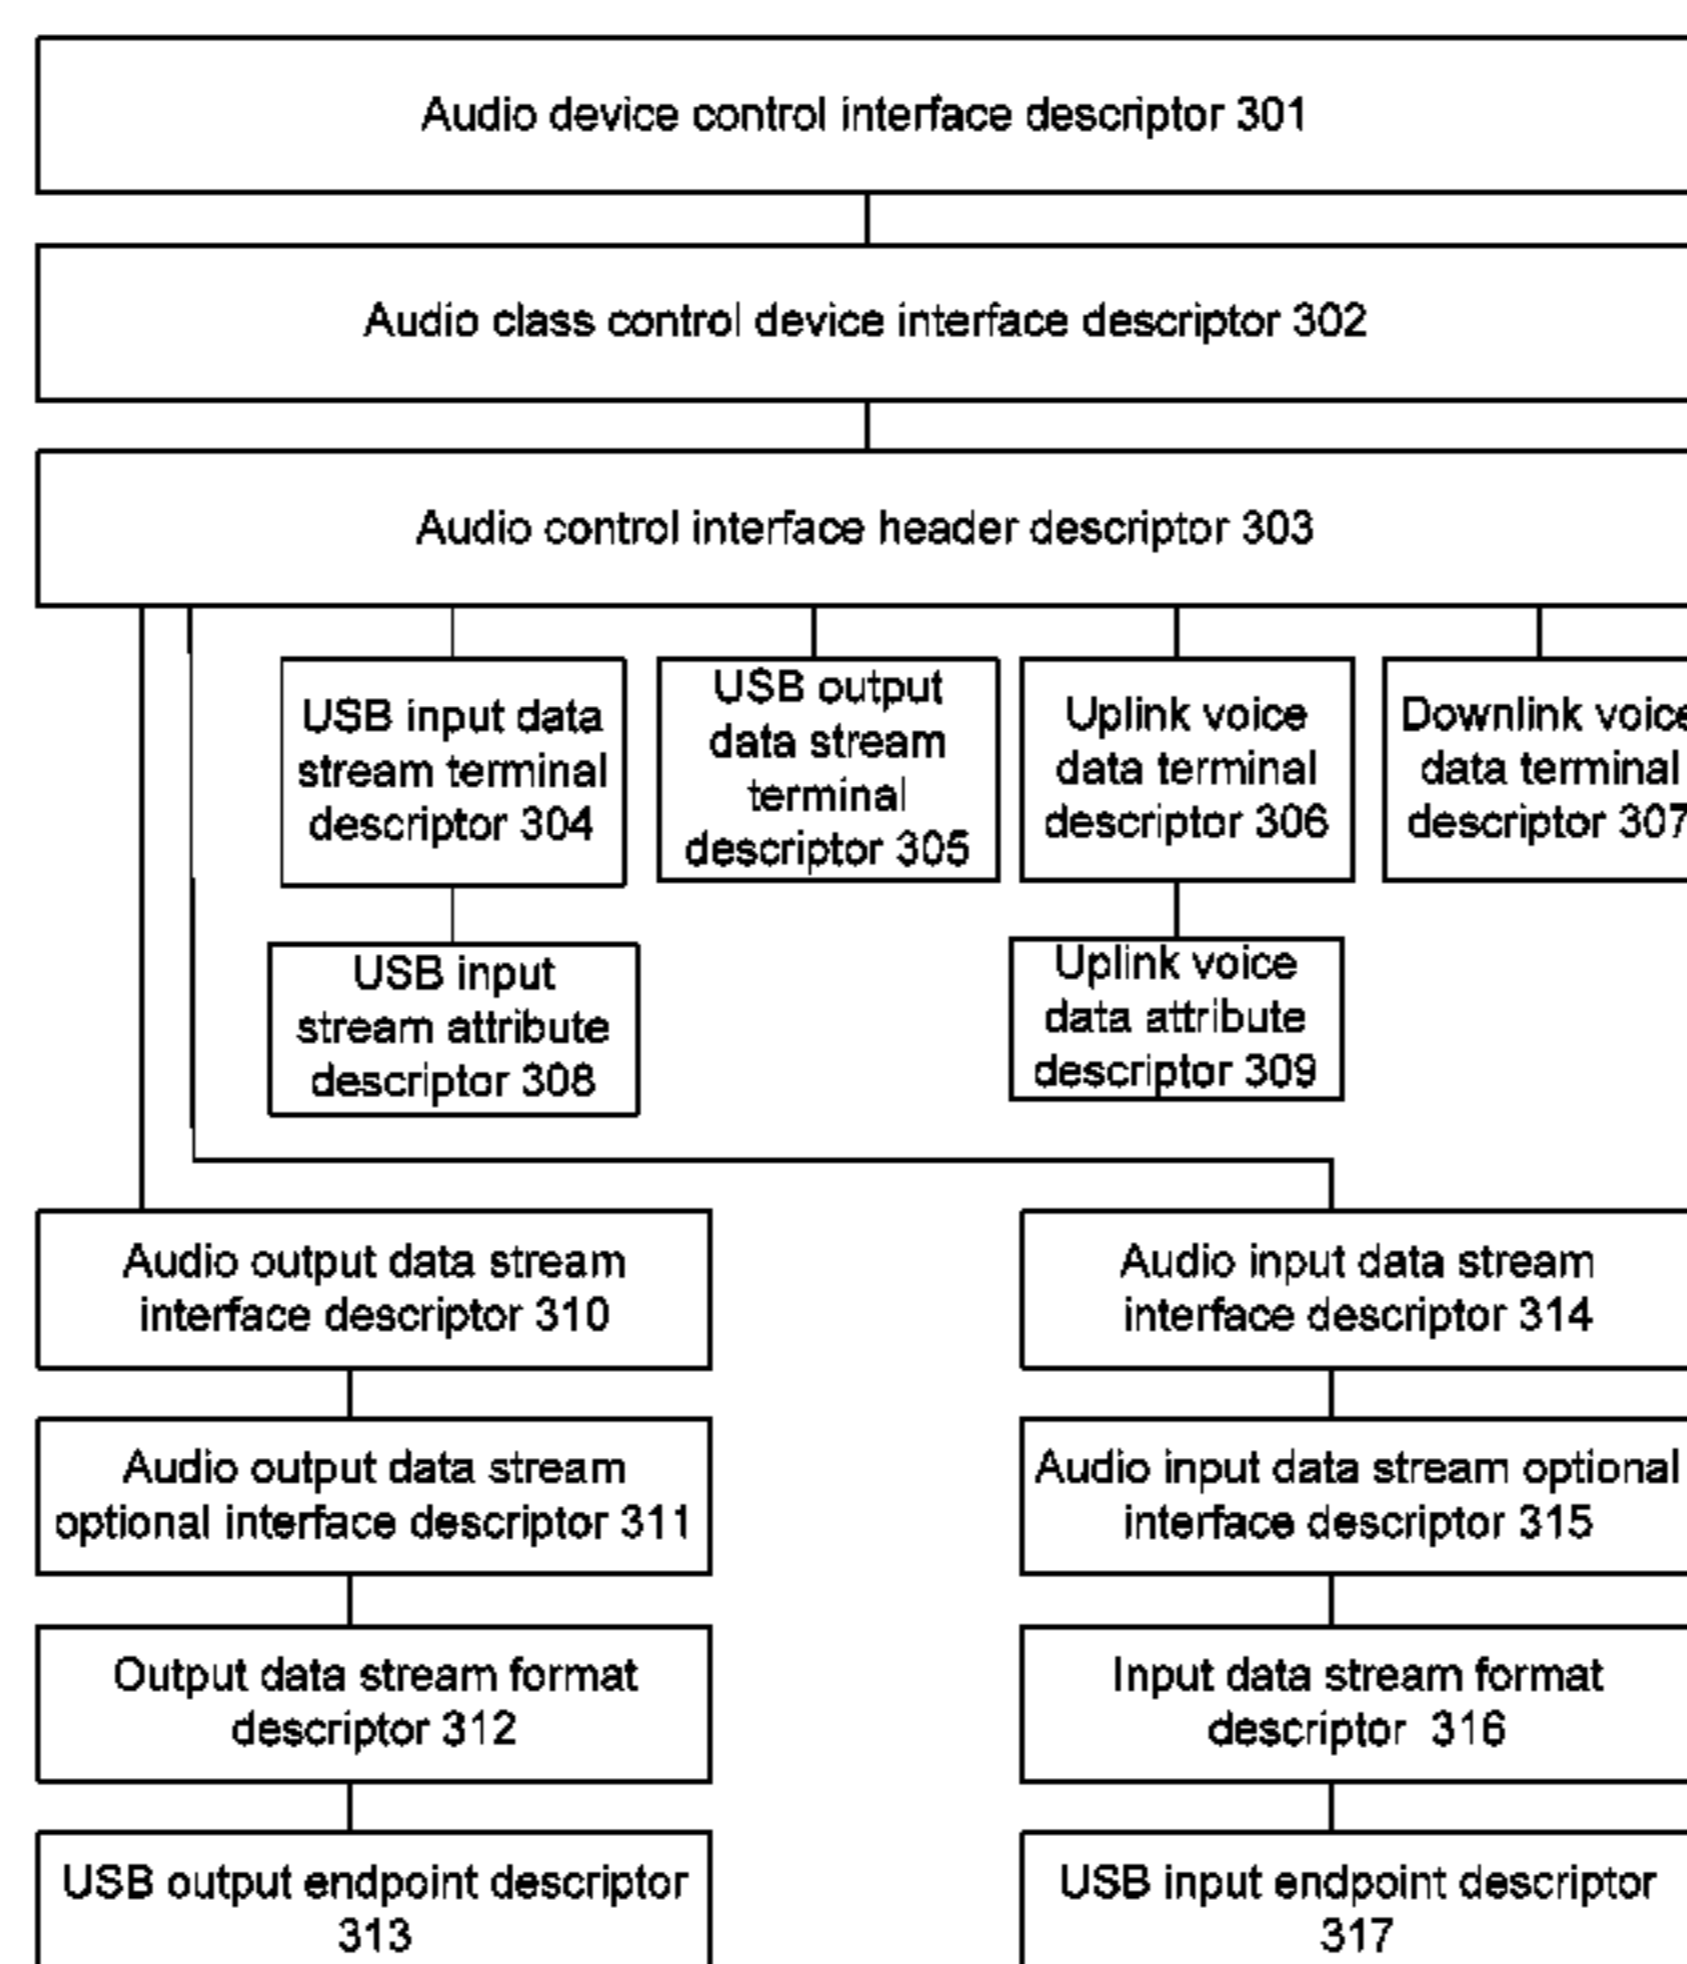 Audio device control interface descriptor 301
Audio class control device interface descriptor 302
Audio control interface header descriptor 303
USB input data
stream terminal
descriptor 304
USB output
data stream
terminal
descriptor 305
Uplink voice
data terminal
descriptor 306
Downlink voice
data terminal
descriptor 307
USB input
stream attribute
descriptor 308
Uplink voice
data attribute
descriptor 309
Audio output data stream
interface descriptor 310
Audio input data stream
interface descriptor 314
Audio output data stream
optional interface descriptor 311
Audio input data stream optional
interface descriptor 315
Output data stream format
descriptor 312
Input data stream format
descriptor 316
USB output endpoint descriptor
313
USB input endpoint descriptor
317